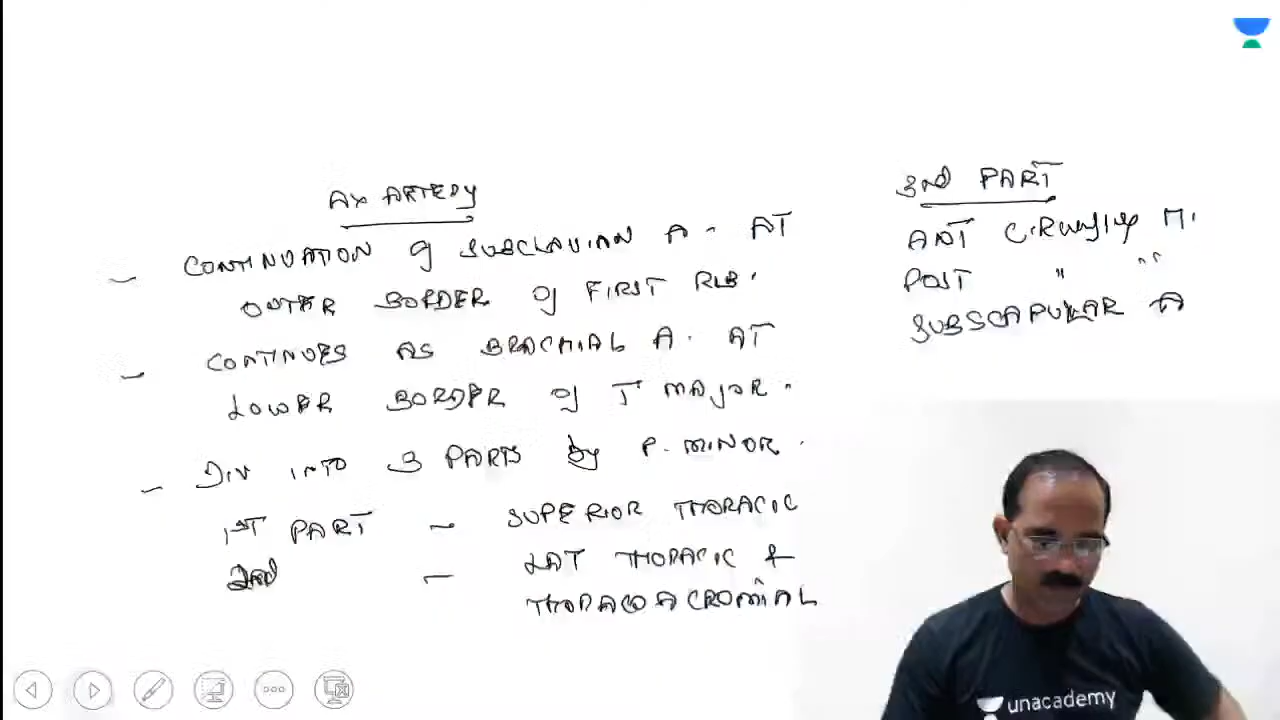 AX ARTERY
- CONTINUATION of SUBCLAVIAN A. AT
OUTER BORDER of FIRST RIB.
- CONTINUES AS BRACHIAL A. AT
LOWER BORDER of T MAJOR.
- DIV INTO 3 PARTS by P. MINOR.
1ST PART - SUPERIOR THORACIC
2nd - LAT THORACIC &
THORACOACROMIAL
3rd PART
ANT
POST " "
SUBSCAPULAR A
unacademy